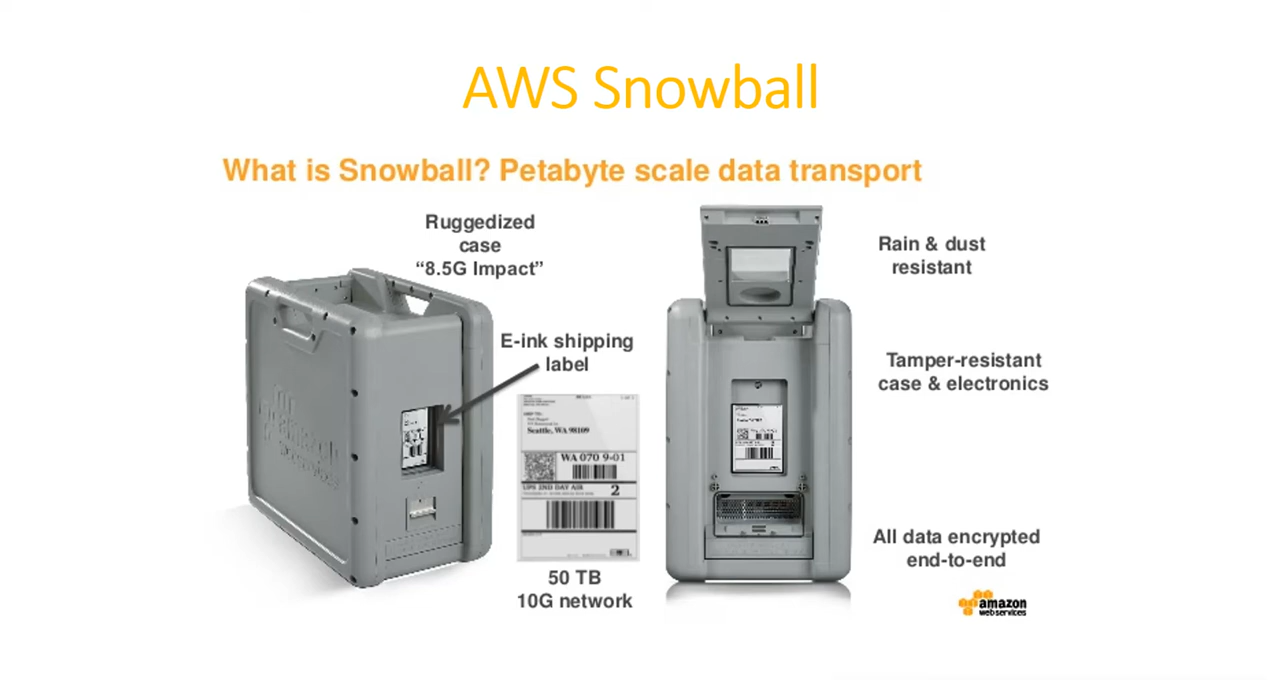 AWS Snowball
What is Snowball? Petabyte scale data transport
Ruggedized
case
“8.5G Impact”
E-ink shipping
label
Seattle, WA 98109
WA 070 9-01
UPS 2ND DAY AIR
2
50 TB
10G network
Rain & dust
resistant
Tamper-resistant
case & electronics
All data encrypted
end-to-end
amazon
web services